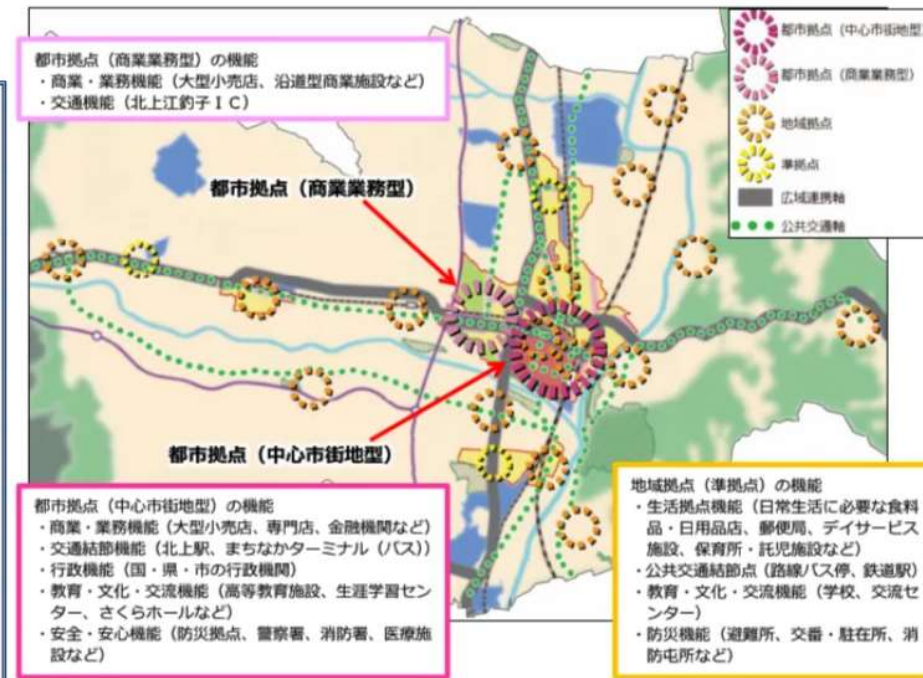 都市拠点（商業業務型）の機能
・商業・業務機能（大型小売店、沿道型商業施設など）
・交通機能（北上江釣子ＩＣ）
都市拠点（中心市街地型
都市拠点（商業業務型）
地域拠点
準拠点
広域連携軸
公共交通軸
都市拠点（商業業務型）
都市拠点（中心市街地型）
都市拠点（中心市街地型）の機能
・商業・業務機能（大型小売店、専門店、金融機関など）
・交通結節機能（北上駅、まちなかターミナル（バス））
・行政機能（国・県・市の行政機関）
・教育・文化・交流機能（高等教育施設、生涯学習セン
ター、さくらホールなど）
・安全・安心機能（防災拠点、警察署、消防署、医療施
設など）
地域拠点（準拠点）の機能
・生活拠点機能（日常生活に必要な食料
品・日用品店、郵便局、デイサービス
施設、保育所・託児施設など）
・公共交通結節点（路線バス停、鉄道駅）
・教育・文化・交流機能（学校、交流セ
ンター）
・防災機能（避難所、交番・駐在所、消
防屯所など）